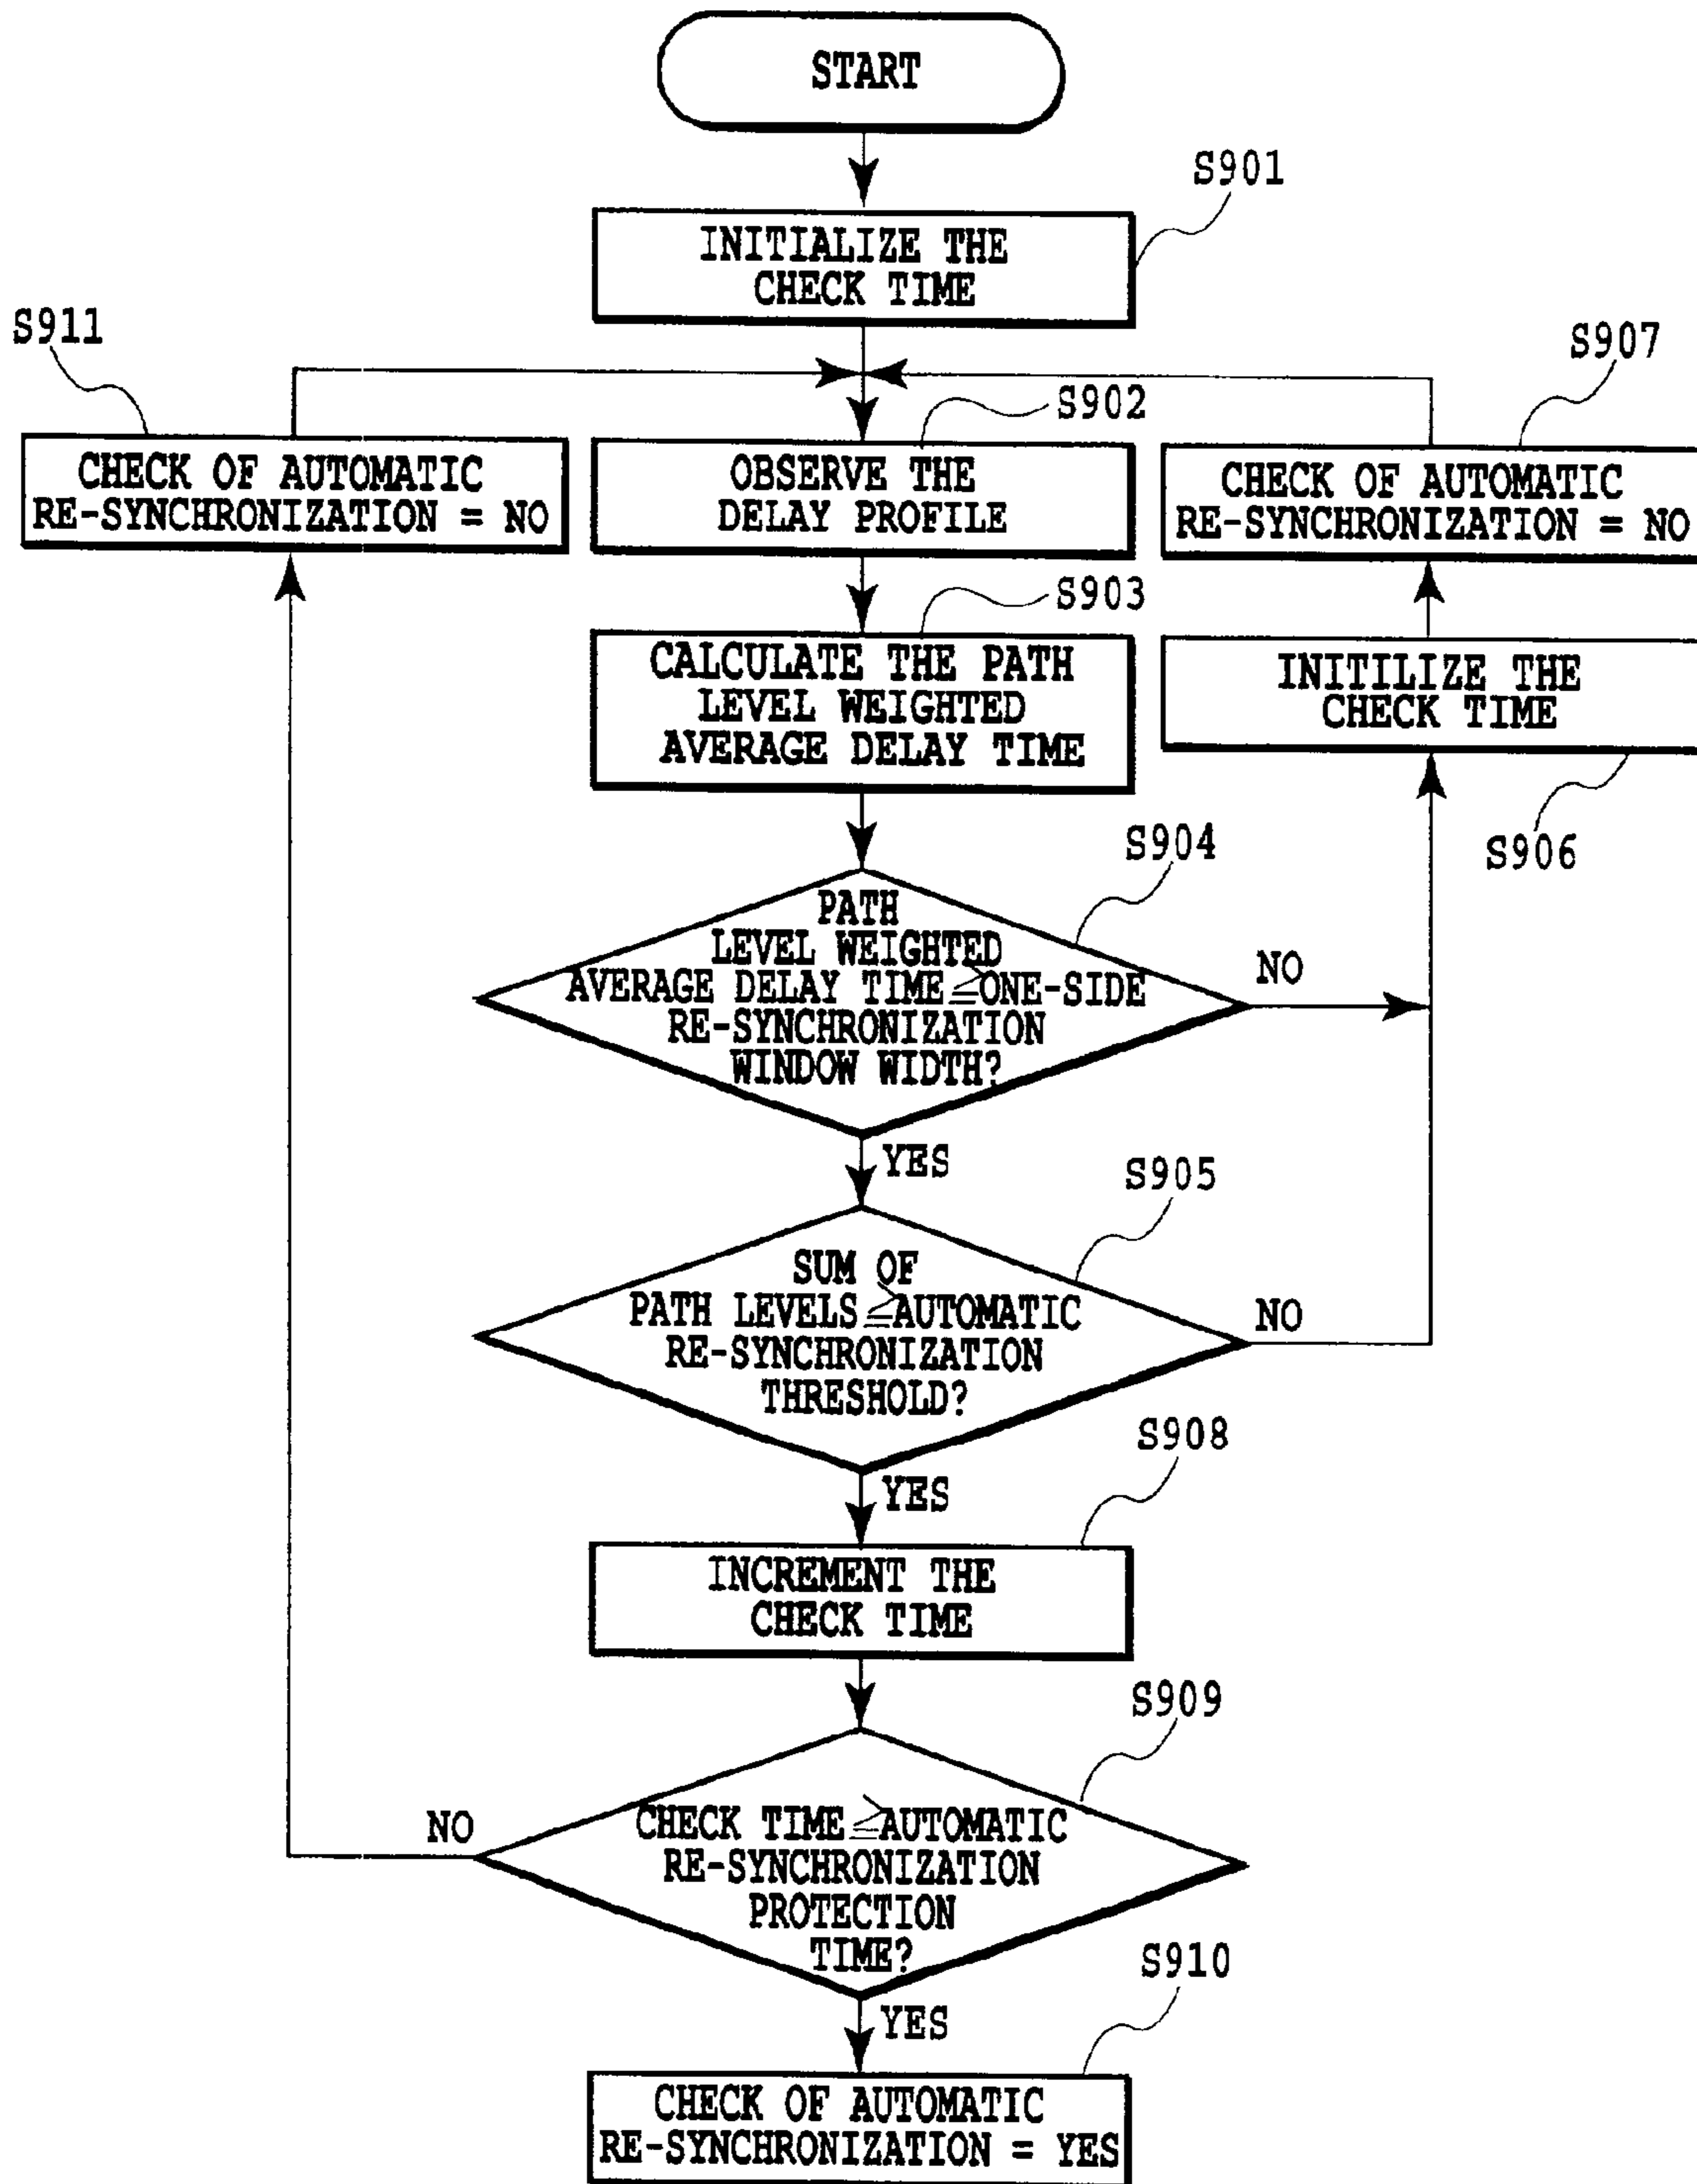 START
S901
INITIALIZE THE
CHECK TIME
S911
S907
S902
CHECK OF AUTOMATIC
RE-SYNCHRONIZATION = NO
OBSERVE THE
DELAY PROFILE
CHECK OF AUTOMATIC
RE-SYNCHRONIZATION = NO
S903
CALCULATE THE PATH
LEVEL WEIGHTED
AVERAGE DELAY TIME
INITILIZE THE
CHECK TIME
S904
S906
PATH
LEVEL WEIGHTED
AVERAGE DELAY TIME ≧ ONE-SIDE
RE-SYNCHRONIZATION
WINDOW WIDTH?
NO
YES
S905
SUM OF
PATH LEVELS ≧ AUTOMATIC
RE-SYNCHRONIZATION
THRESHOLD?
NO
YES
S908
INCREMENT THE
CHECK TIME
S909
CHECK TIME ≧ AUTOMATIC
RE-SYNCHRONIZATION
PROTECTION
TIME?
NO
YES
S910
CHECK OF AUTOMATIC
RE-SYNCHRONIZATION = YES